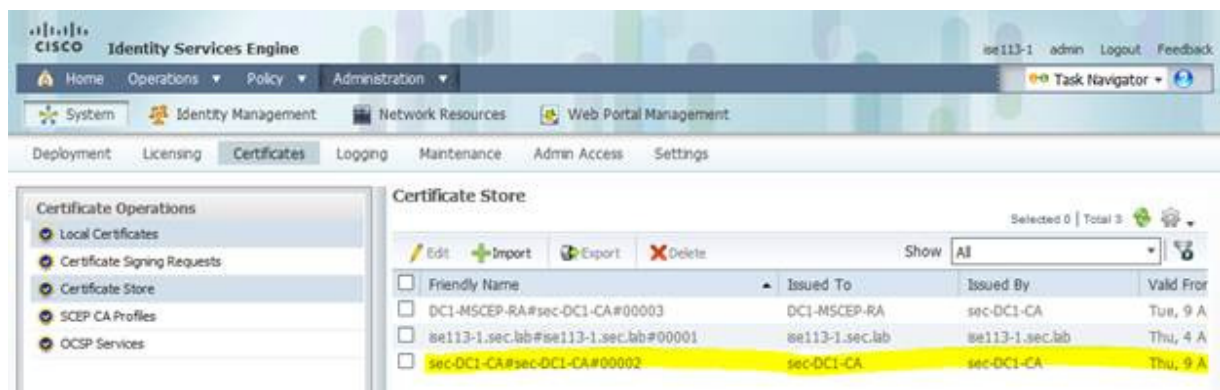 CISCO Identity Services Engine
ise113-1 admin Logout Feedback
Home Operations Policy Administration
Task Navigator
System Identity Management Network Resources Web Portal Management
Deployment Licensing Certificates Logging Maintenance Admin Access Settings
Certificate Operations
Local Certificates
Certificate Signing Requests
Certificate Store
SCEP CA Profiles
OCSP Services
Certificate Store
Selected 0 | Total 3
Edit Import Export Delete Show All
Friendly Name Issued To Issued By Valid Fror
DC1-MSCEP-RA#sec-DC1-CA#00003 DC1-MSCEP-RA sec-DC1-CA Tue, 9 A
ise113-1.sec.lab#ise113-1.sec.lab#00001 ise113-1.sec.lab ise113-1.sec.lab Thu, 4 A
sec-DC1-CA#sec-DC1-CA#00002 sec-DC1-CA sec-DC1-CA Thu, 9 A